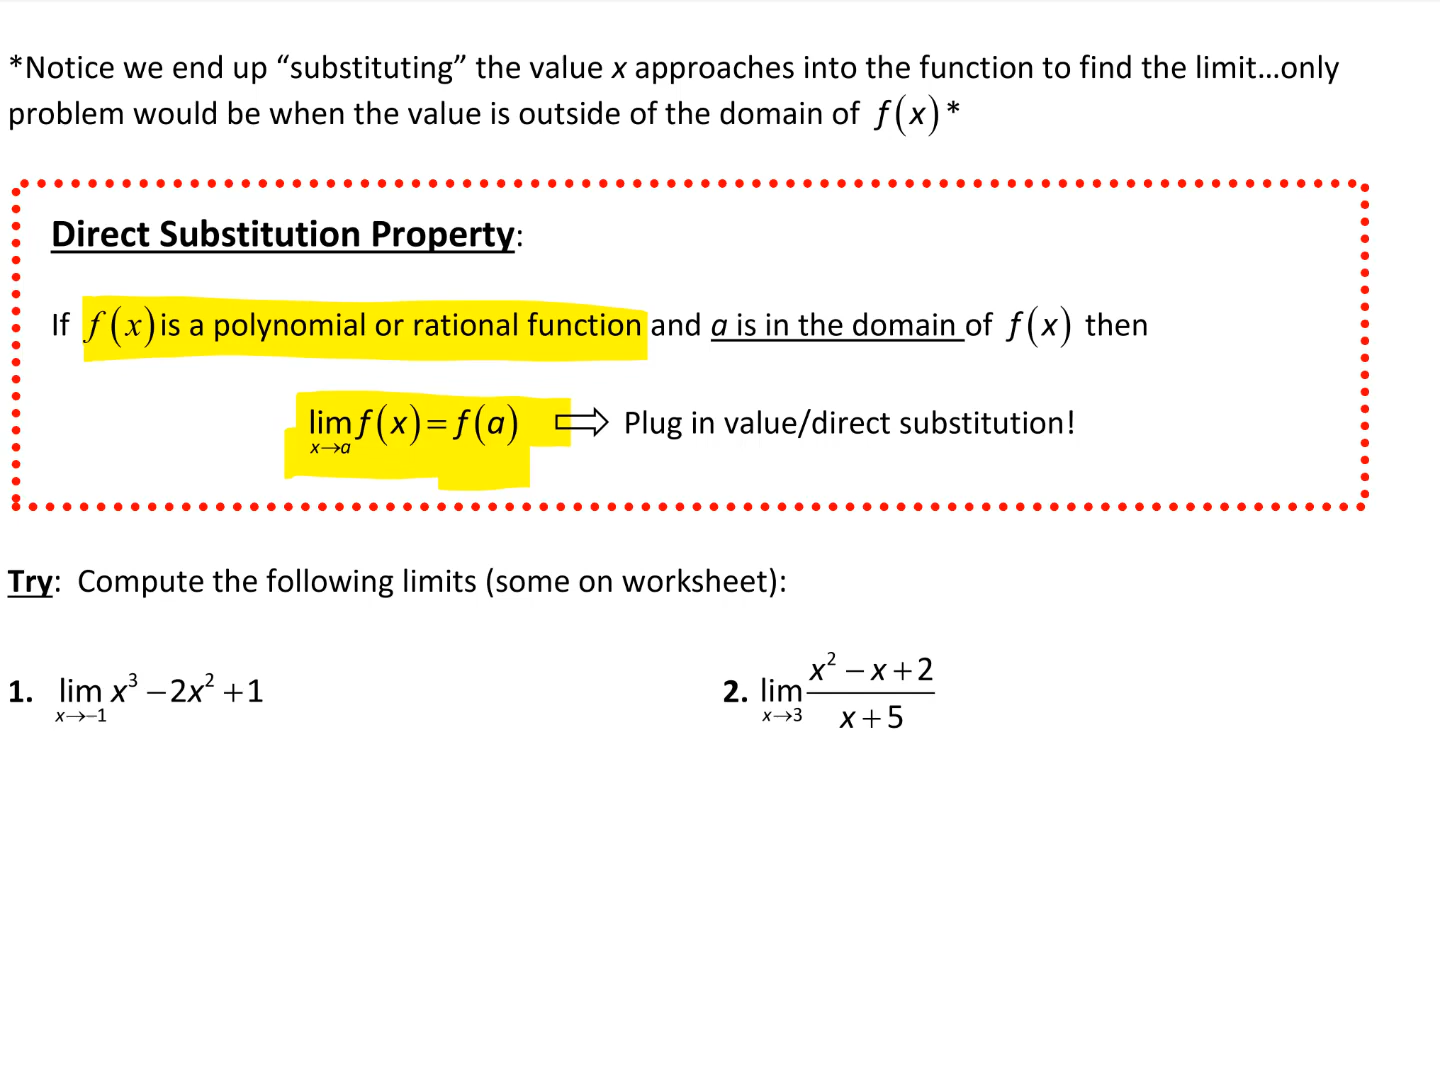 *Notice we end up “substituting” the value x approaches into the function to find the limit...only
problem would be when the value is outside of the domain of f(x)*
Direct Substitution Property:
If f(x) is a polynomial or rational function and a is in the domain of f(x) then
lim f(x) = f(a) ⇨ Plug in value/direct substitution!
x→a
Try: Compute the following limits (some on worksheet):
1. lim x³ − 2x² + 1
x→−1
2. lim (x² − x + 2)/(x + 5)
x→3